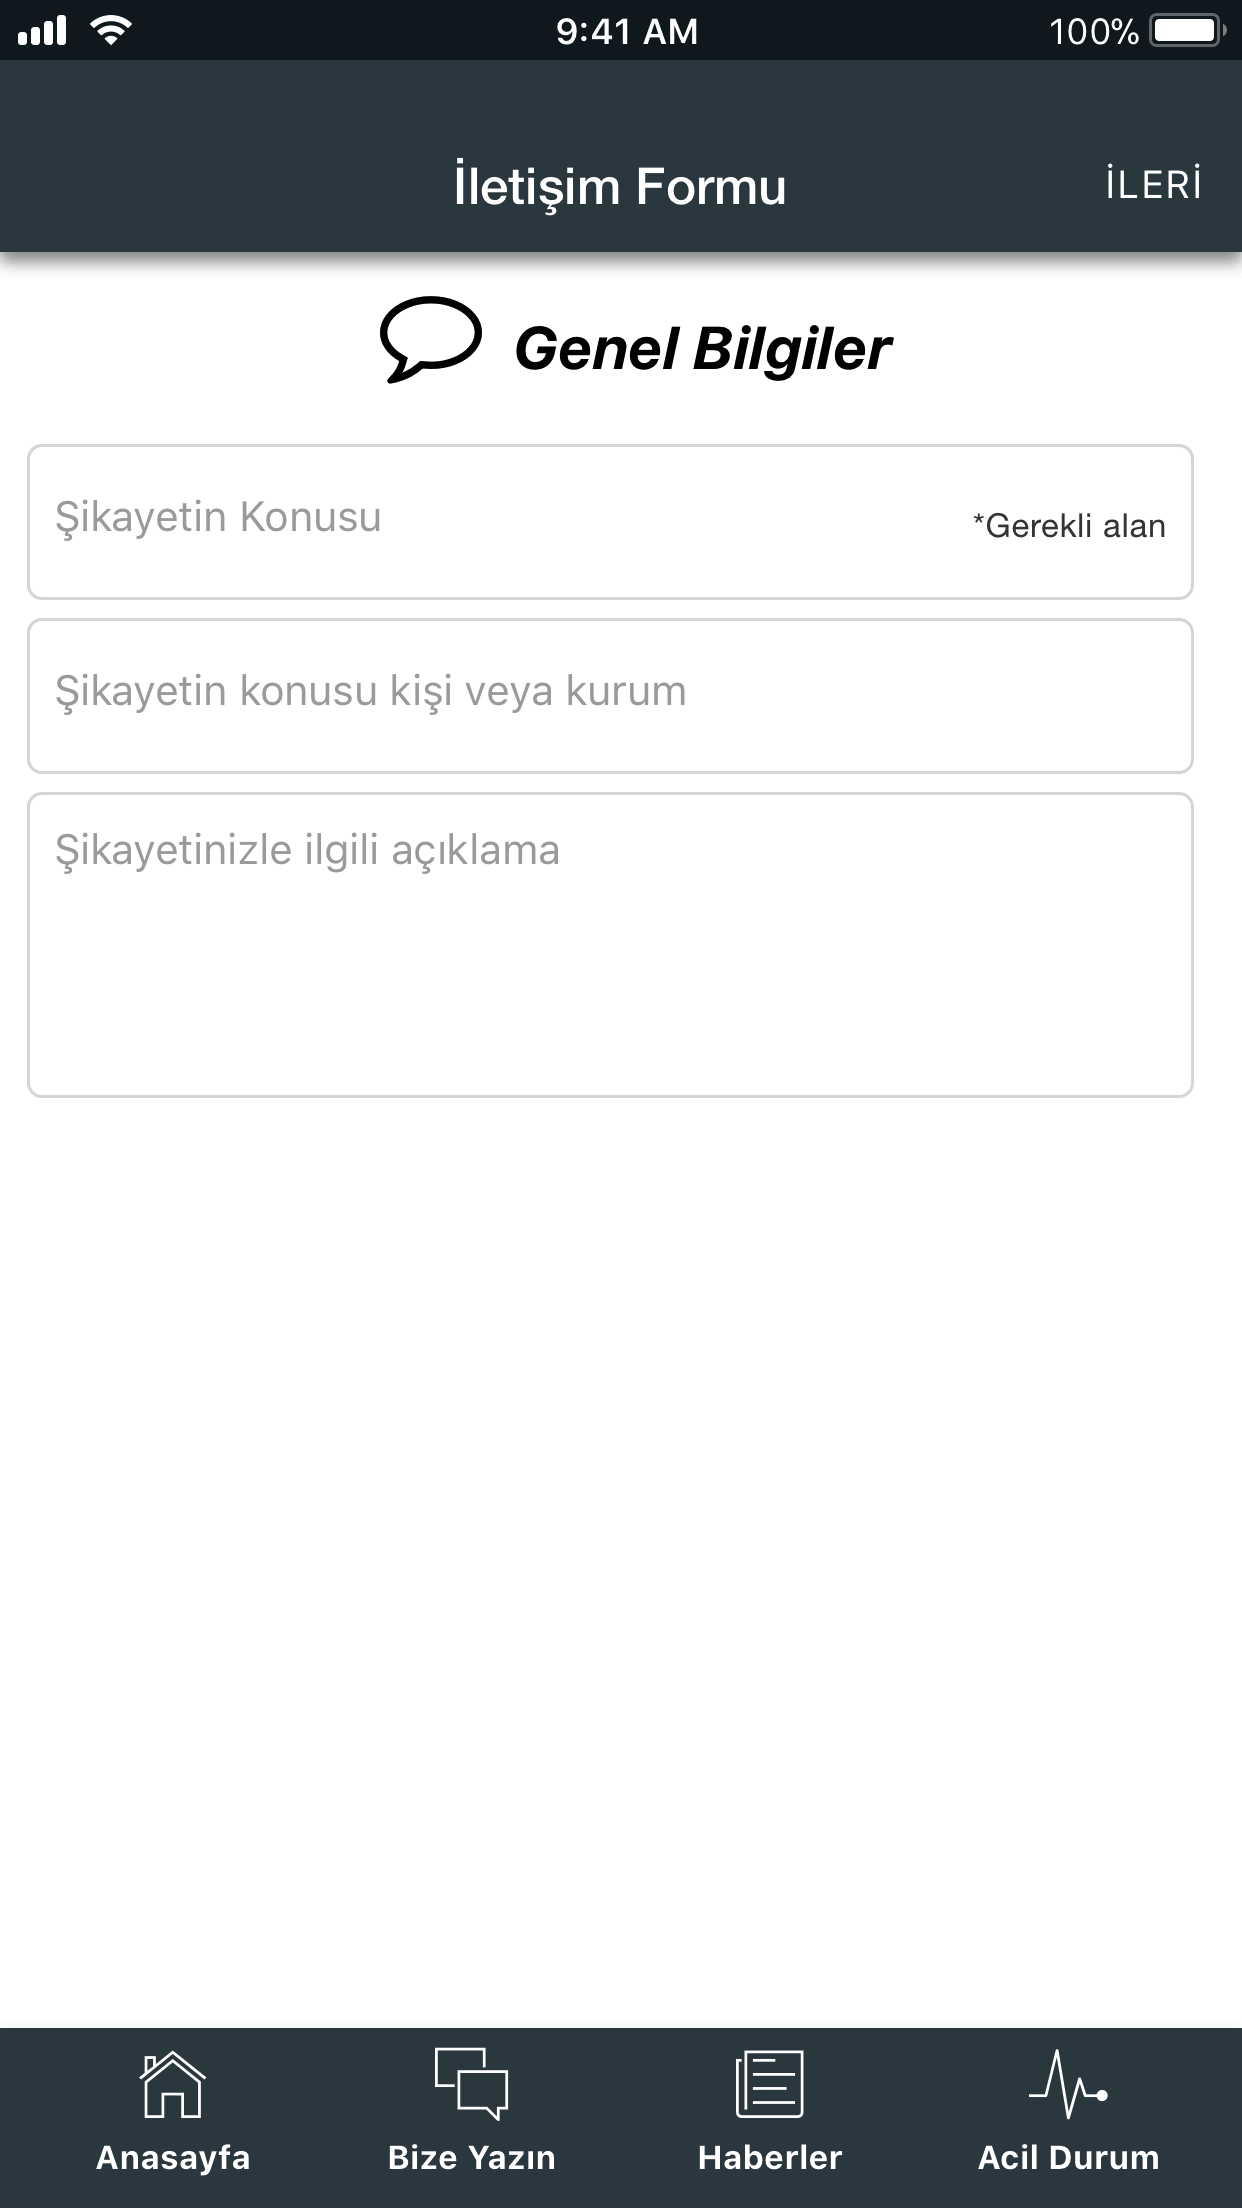 9:41 AM
100%
İletişim Formu
İLERİ
Genel Bilgiler
Şikayetin Konusu
*Gerekli alan
Şikayetin konusu kişi veya kurum
Şikayetinizle ilgili açıklama
Anasayfa
Bize Yazın
Haberler
Acil Durum